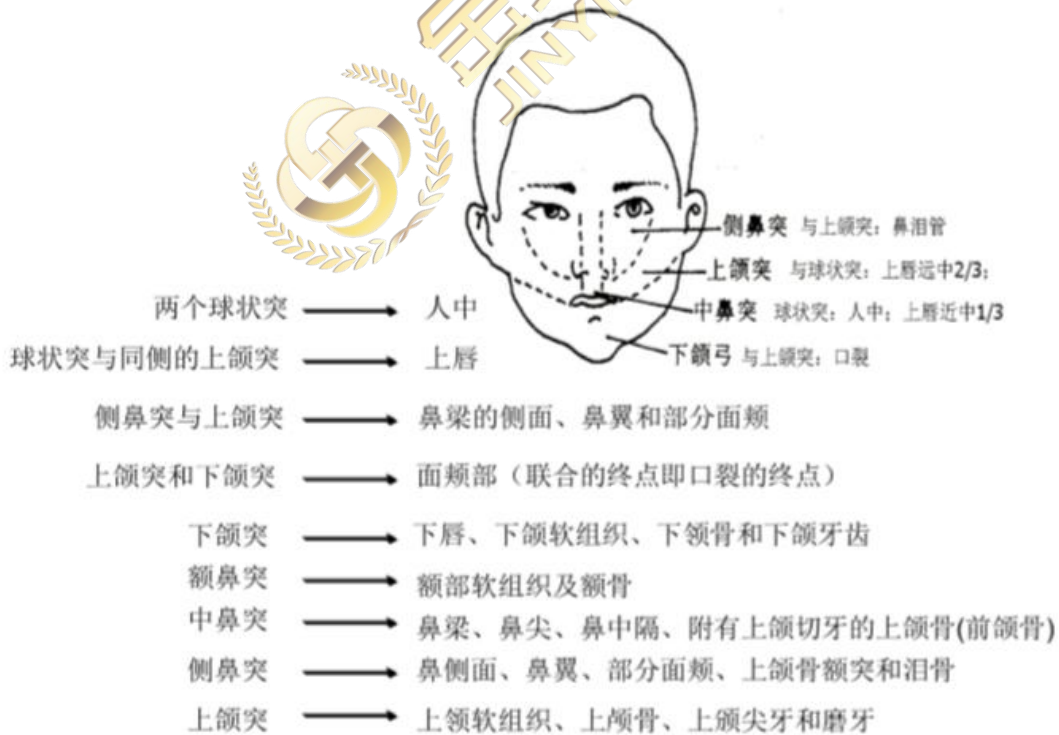 侧鼻突 与上颌突：鼻泪管
上颌突 与球状突：上唇远中2/3；
中鼻突 球状突：人中；上唇近中1/3
下颌弓 与上颌突：口裂
两个球状突 → 人中
球状突与同侧的上颌突 → 上唇
侧鼻突与上颌突 → 鼻梁的侧面、鼻翼和部分面颊
上颌突和下颌突 → 面颊部（联合的终点即口裂的终点）
下颌突 → 下唇、下颌软组织、下领骨和下颌牙齿
额鼻突 → 额部软组织及额骨
中鼻突 → 鼻梁、鼻尖、鼻中隔、附有上颌切牙的上颌骨(前颌骨)
侧鼻突 → 鼻侧面、鼻翼、部分面颊、上颌骨额突和泪骨
上颌突 → 上领软组织、上颅骨、上颁尖牙和磨牙